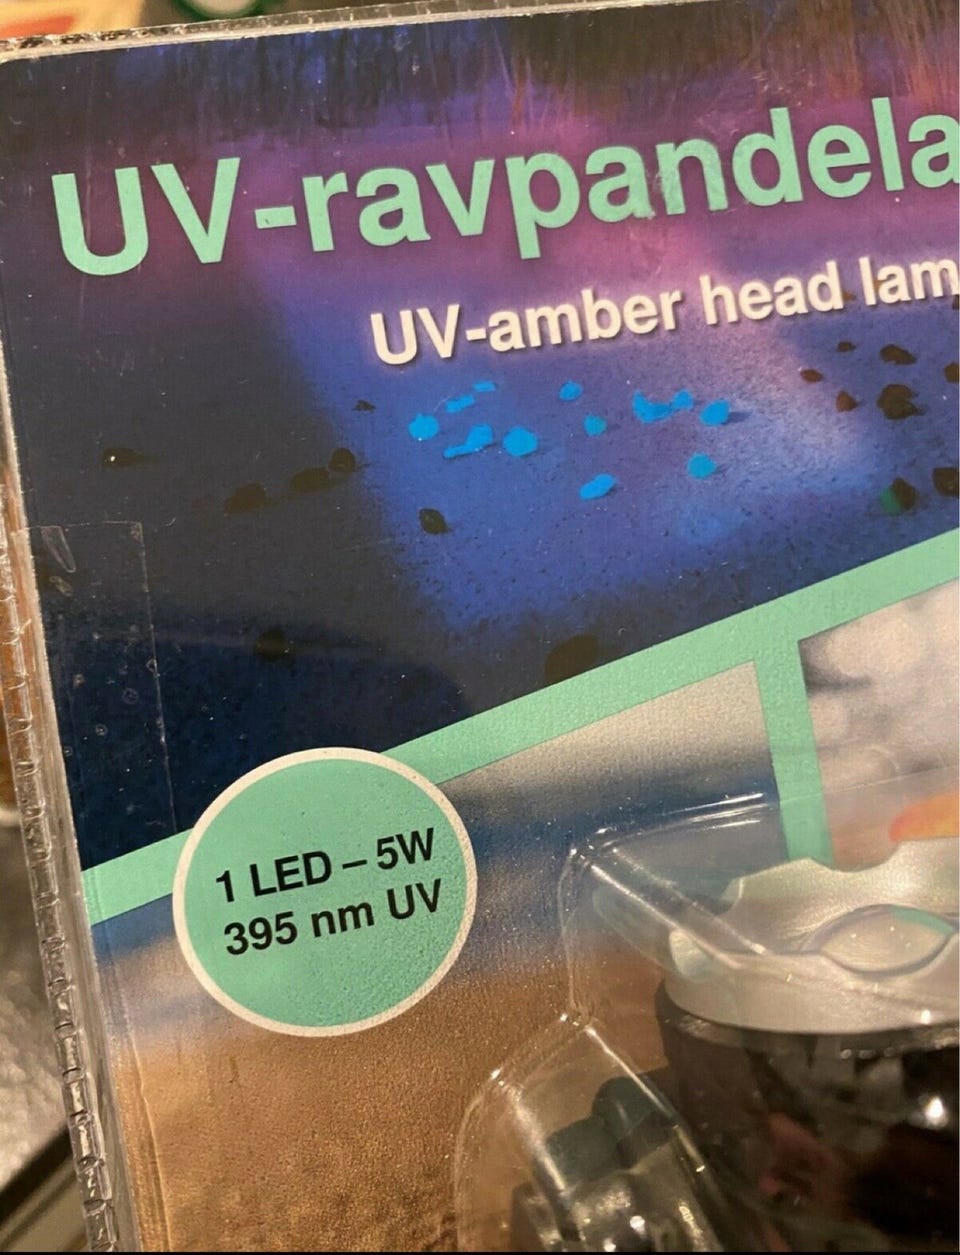 UV-ravpandela
UV-amber head lam
1 LED – 5W
395 nm UV